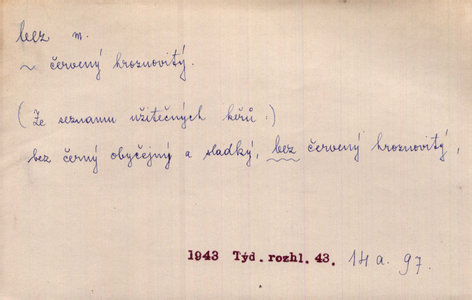 bez m.
~ červený hroznovitý.
(Ze seznamu užitečných keřů:)
bez černý obyčejný a sladký, bez červený hroznovitý,
1943 Týd. rozhl. 43. 14 a. 97.